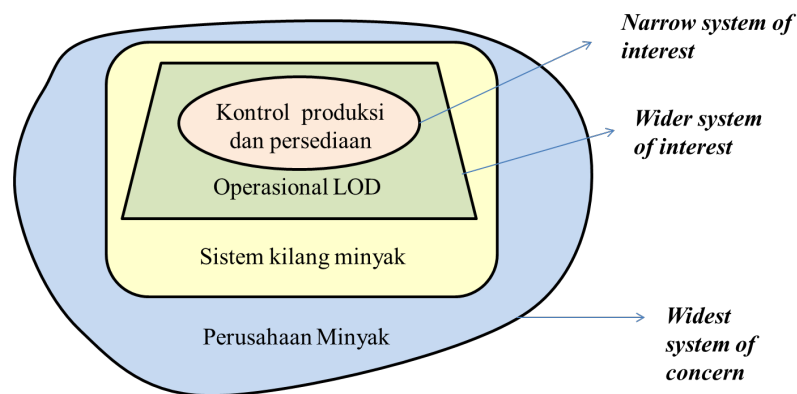 Narrow system of
interest
Kontrol produksi
dan persediaan
Wider system
of interest
Operasional LOD
Sistem kilang minyak
Perusahaan Minyak
Widest
system of
concern